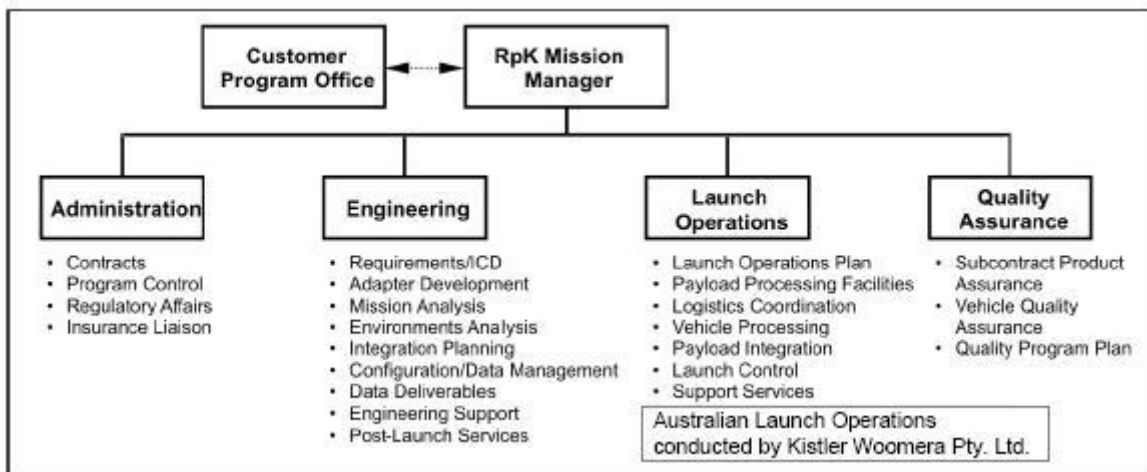 Customer
Program Office
RpK Mission
Manager
Administration
• Contracts
• Program Control
• Regulatory Affairs
• Insurance Liaison
Engineering
• Requirements/ICD
• Adapter Development
• Mission Analysis
• Environments Analysis
• Integration Planning
• Configuration/Data Management
• Data Deliverables
• Engineering Support
• Post-Launch Services
Launch
Operations
• Launch Operations Plan
• Payload Processing Facilities
• Logistics Coordination
• Vehicle Processing
• Payload Integration
• Launch Control
• Support Services
Australian Launch Operations
conducted by Kistler Woomera Pty. Ltd.
Quality
Assurance
• Subcontract Product
Assurance
• Vehicle Quality
Assurance
• Quality Program Plan